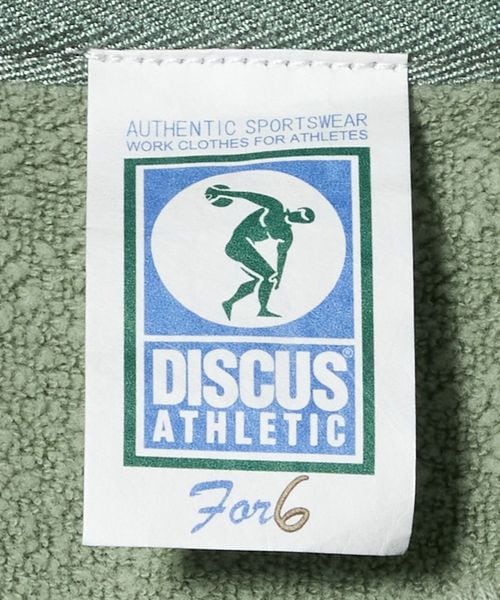 AUTHENTIC SPORTSWEAR
WORK CLOTHES FOR ATHLETES
DISCUS®
ATHLETIC
For6